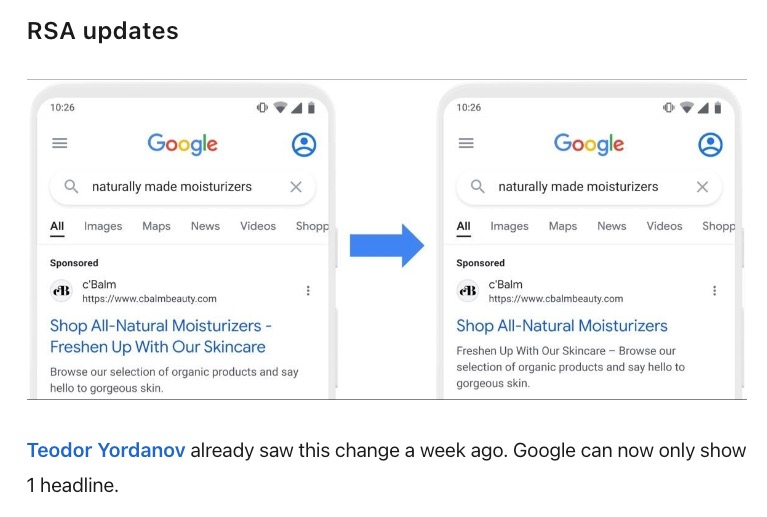 RSA updates
10:26
Google
naturally made moisturizers
All Images Maps News Videos Shopp
Sponsored
cB
c'Balm
https://www.cbalmbeauty.com
Shop All-Natural Moisturizers -
Freshen Up With Our Skincare
Browse our selection of organic products and say
hello to gorgeous skin.
10:26
Google
naturally made moisturizers
All Images Maps News Videos Shopp
Sponsored
cB
c'Balm
https://www.cbalmbeauty.com
Shop All-Natural Moisturizers
Freshen Up With Our Skincare – Browse our
selection of organic products and say hello to
gorgeous skin.
Teodor Yordanov already saw this change a week ago. Google can now only show
1 headline.